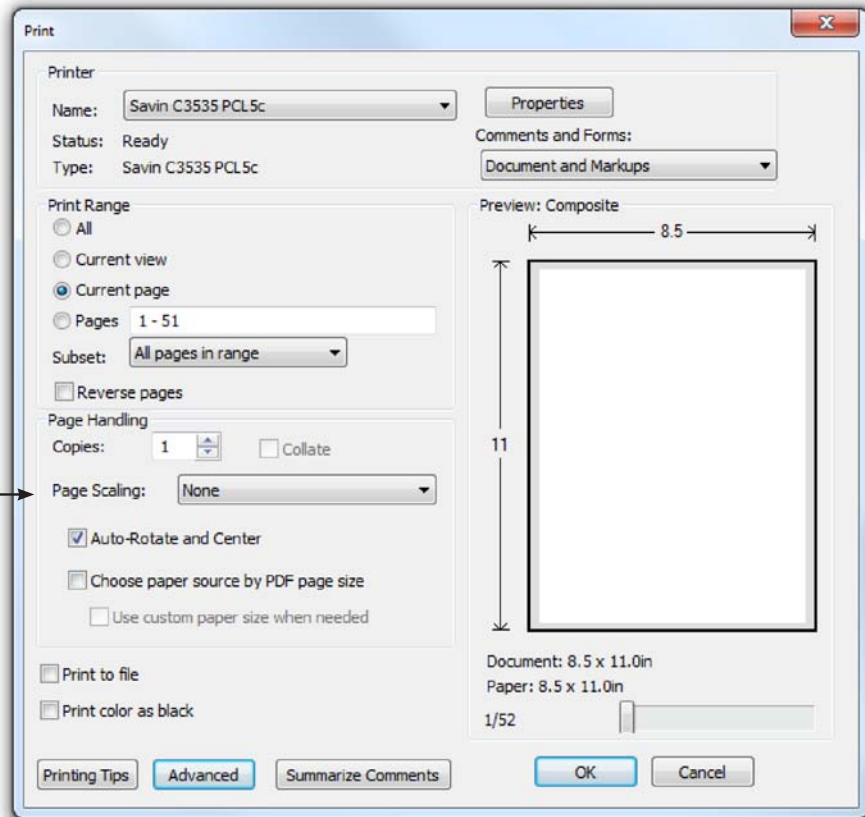 Print
Printer
Name: Savin C3535 PCL5c
Properties
Status: Ready
Comments and Forms:
Type: Savin C3535 PCL5c
Document and Markups
Print Range
All
Current view
Current page
Pages 1 - 51
Subset: All pages in range
Reverse pages
Page Handling
Copies: 1 Collate
Page Scaling: None
Auto-Rotate and Center
Choose paper source by PDF page size
Use custom paper size when needed
Print to file
Print color as black
Preview: Composite
8.5
11
Document: 8.5 x 11.0in
Paper: 8.5 x 11.0in
1/52
Printing Tips Advanced Summarize Comments OK Cancel